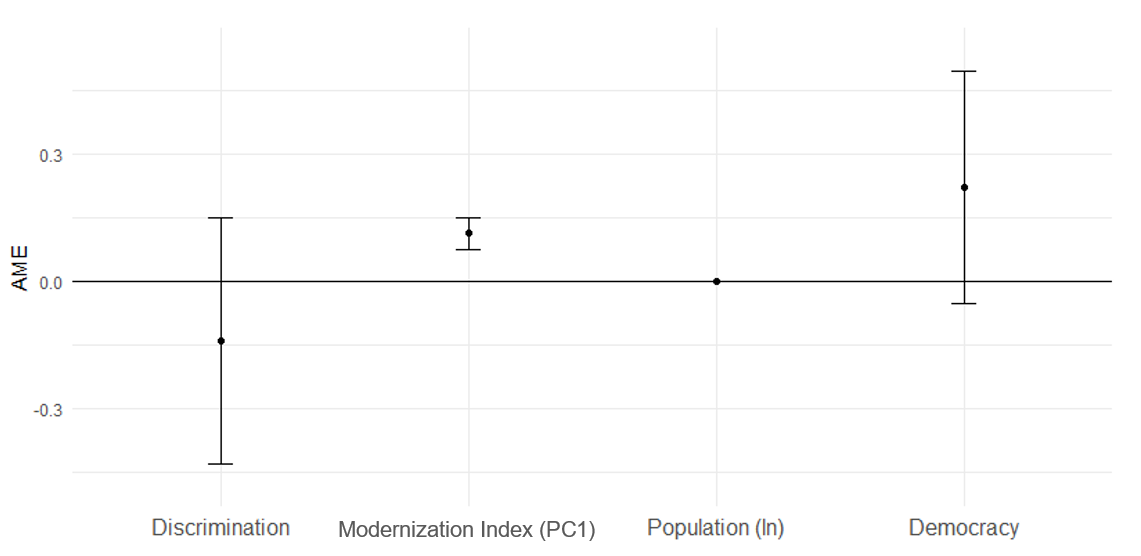 0.3
AME
0.0
-0.3
Discrimination
Modernization Index (PC1)
Population (ln)
Democracy